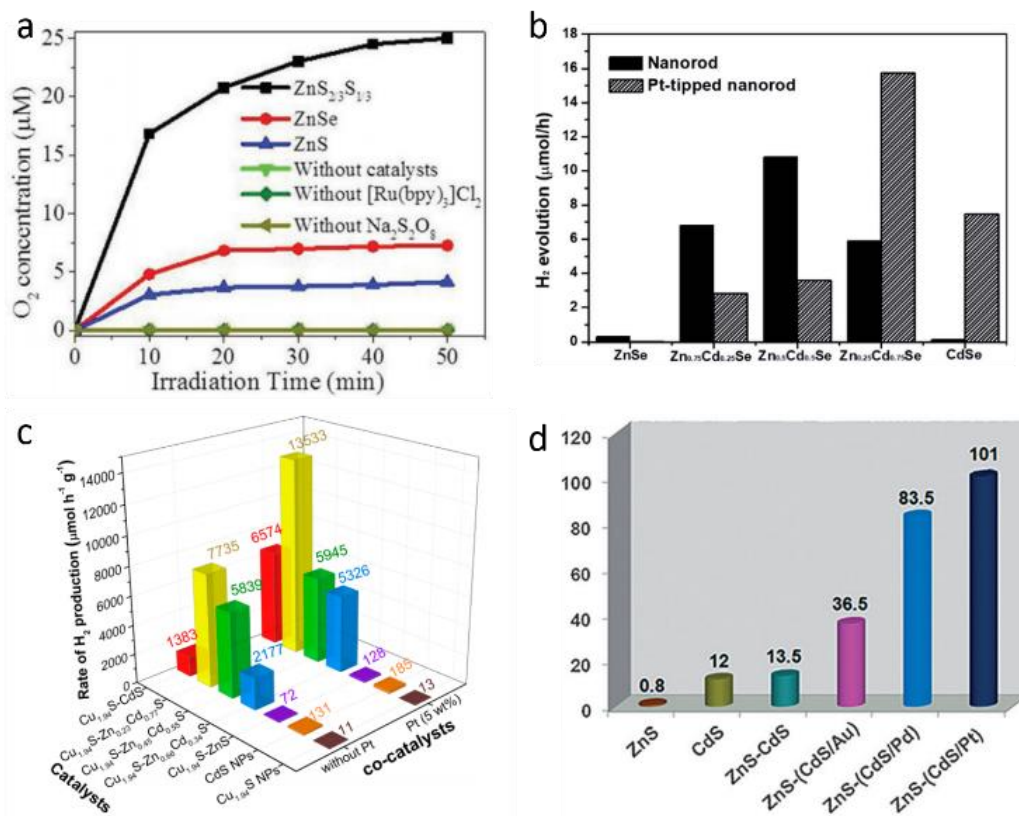 a
O₂ concentration (μM)
25
20
15
10
5
0
ZnS₂/₃S₁/₃
ZnSe
ZnS
Without catalysts
Without [Ru(bpy)₃]Cl₂
Without Na₂S₂O₈
0 10 20 30 40 50
Irradiation Time (min)
b
H₂ evolution (μmol/h)
18
16
14
12
10
8
6
4
2
0
Nanorod
Pt-tipped nanorod
ZnSe Zn₀.₇₅Cd₀.₂₅Se Zn₀.₅Cd₀.₅Se Zn₀.₂₅Cd₀.₇₅Se CdSe
c
Rate of H₂ production (μmol h⁻¹ g⁻¹)
14000
12000
10000
8000
6000
4000
2000
0
1383
7735
5839
2177
72
131
11
6574
13533
5945
5326
128
185
13
Cu₁.₉₄S-CdS
Cu₁.₉₄S-Zn₀.₂₃Cd₀.₇₇S
Cu₁.₉₄S-Zn₀.₄₅Cd₀.₅₅S
Cu₁.₉₄S-Zn₀.₆₆Cd₀.₃₄S
Cu₁.₉₄S-ZnS
CdS NPs
Cu₁.₉₄S NPs
Catalysts
without Pt
Pt (5 wt%)
co-catalysts
d
120
100
80
60
40
20
0
0.8
12
13.5
36.5
83.5
101
ZnS
CdS
ZnS-CdS
ZnS-(CdS/Au)
ZnS-(CdS/Pd)
ZnS-(CdS/Pt)